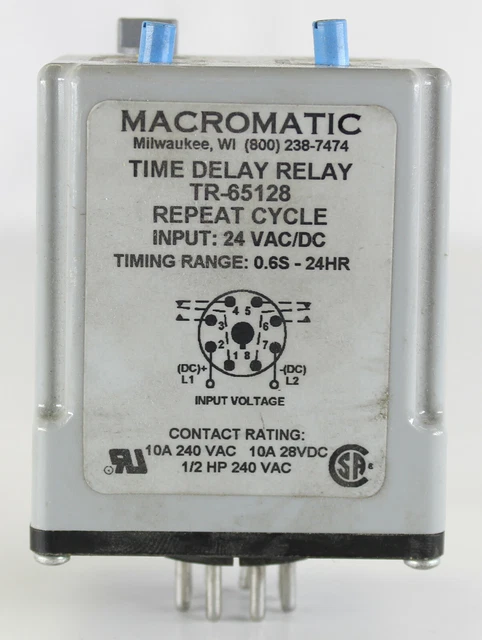 MACROMATIC
Milwaukee, WI (800) 238-7474
TIME DELAY RELAY
TR-65128
REPEAT CYCLE
INPUT: 24 VAC/DC
TIMING RANGE: 0.6S - 24HR
4 5
3 6
2 7
1 8
(DC)+ -(DC)
L1 L2
INPUT VOLTAGE
CONTACT RATING:
10A 240 VAC 10A 28VDC
1/2 HP 240 VAC
RU
CSA